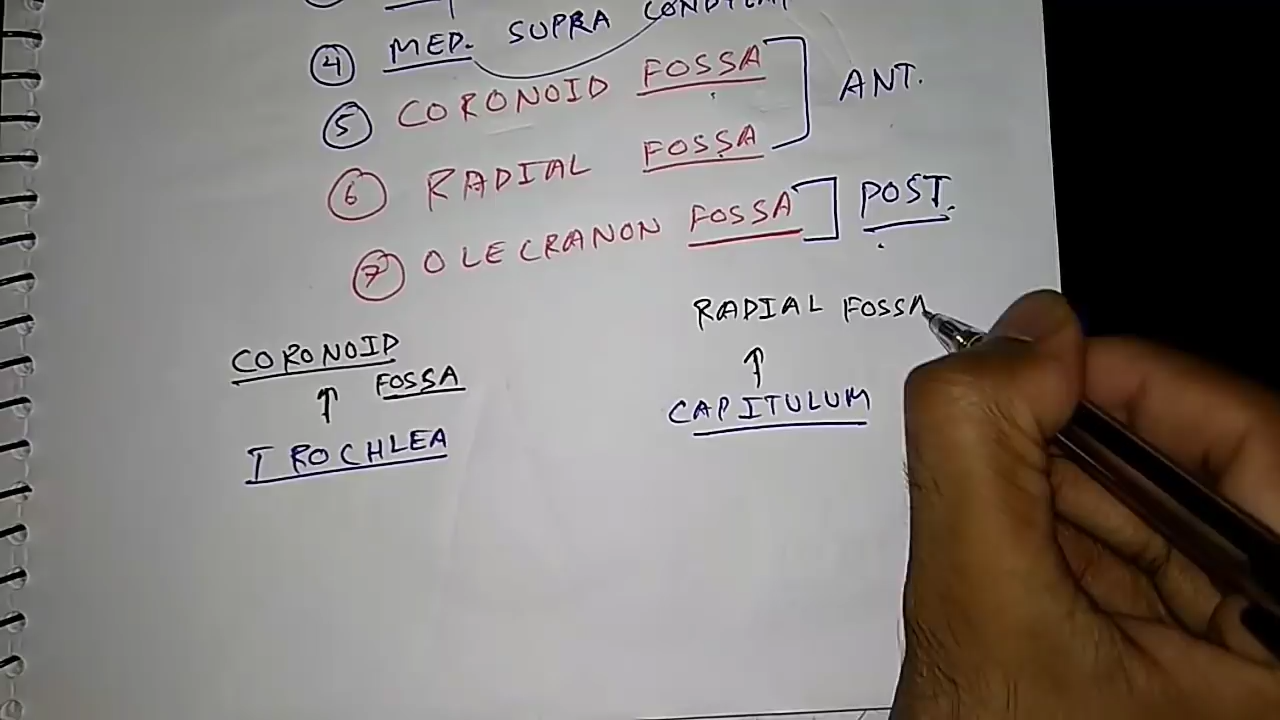 4 MED. SUPRA
5 CORONOID FOSSA
6 RADIAL FOSSA
ANT.
7 OLECRANON FOSSA
POST.
CORONOID
FOSSA
↑
TROCHLEA
RADIAL FOSSA
↑
CAPITULUM